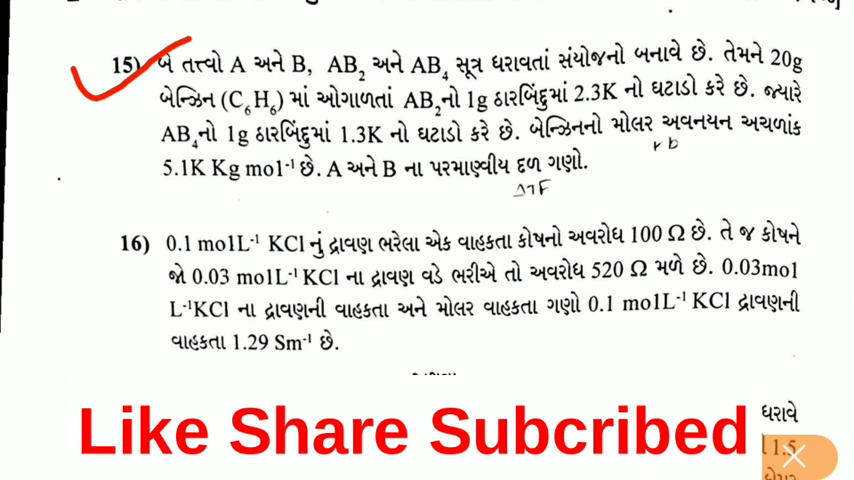 15) બે તત્ત્વો A અને B, AB₂ અને AB₄ સૂત્ર ધરાવતાં સંયોજનો બનાવે છે. તેમને 20g
બેન્ઝિન (C₆H₆) માં ઓગાળતાં AB₂નો 1g ઠારબિંદુમાં 2.3K નો ઘટાડો કરે છે. જ્યારે
AB₄નો 1g ઠારબિંદુમાં 1.3K નો ઘટાડો કરે છે. બેન્ઝિનનો મોલર અવનયન અચળાંક
5.1K Kg mol⁻¹ છે. A અને B ના પરમાણ્વીય દળ ગણો.
16) 0.1 molL⁻¹ KCl નું દ્રાવણ ભરેલા એક વાહકતા કોષનો અવરોધ 100 Ω છે. તે જ કોષને
જો 0.03 molL⁻¹ KCl ના દ્રાવણ વડે ભરીએ તો અવરોધ 520 Ω મળે છે. 0.03mol
L⁻¹KCl ના દ્રાવણની વાહકતા અને મોલર વાહકતા ગણો 0.1 molL⁻¹ KCl દ્રાવણની
વાહકતા 1.29 Sm⁻¹ છે.
ધરાવે
1.5
Like Share Subcribed